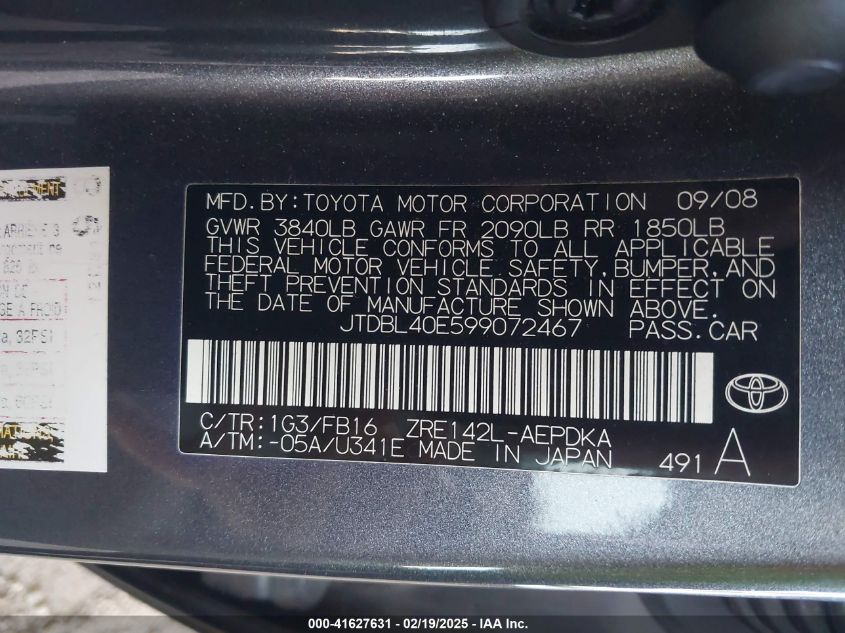 MFD. BY: TOYOTA MOTOR CORPORATION 09/08
GVWR 3840LB GAWR FR 2090LB RR 1850LB
THIS VEHICLE CONFORMS TO ALL APPLICABLE
FEDERAL MOTOR VEHICLE SAFETY, BUMPER, AND
THEFT PREVENTION STANDARDS IN EFFECT ON
THE DATE OF MANUFACTURE SHOWN ABOVE.
JTDBL40E599072467 PASS. CAR
C/TR: 1G3/FB16 ZRE142L-AEPDKA
A/TM: -05A/U341E MADE IN JAPAN 491 A
32PSI
000-41627631 - 02/19/2025 - IAA Inc.